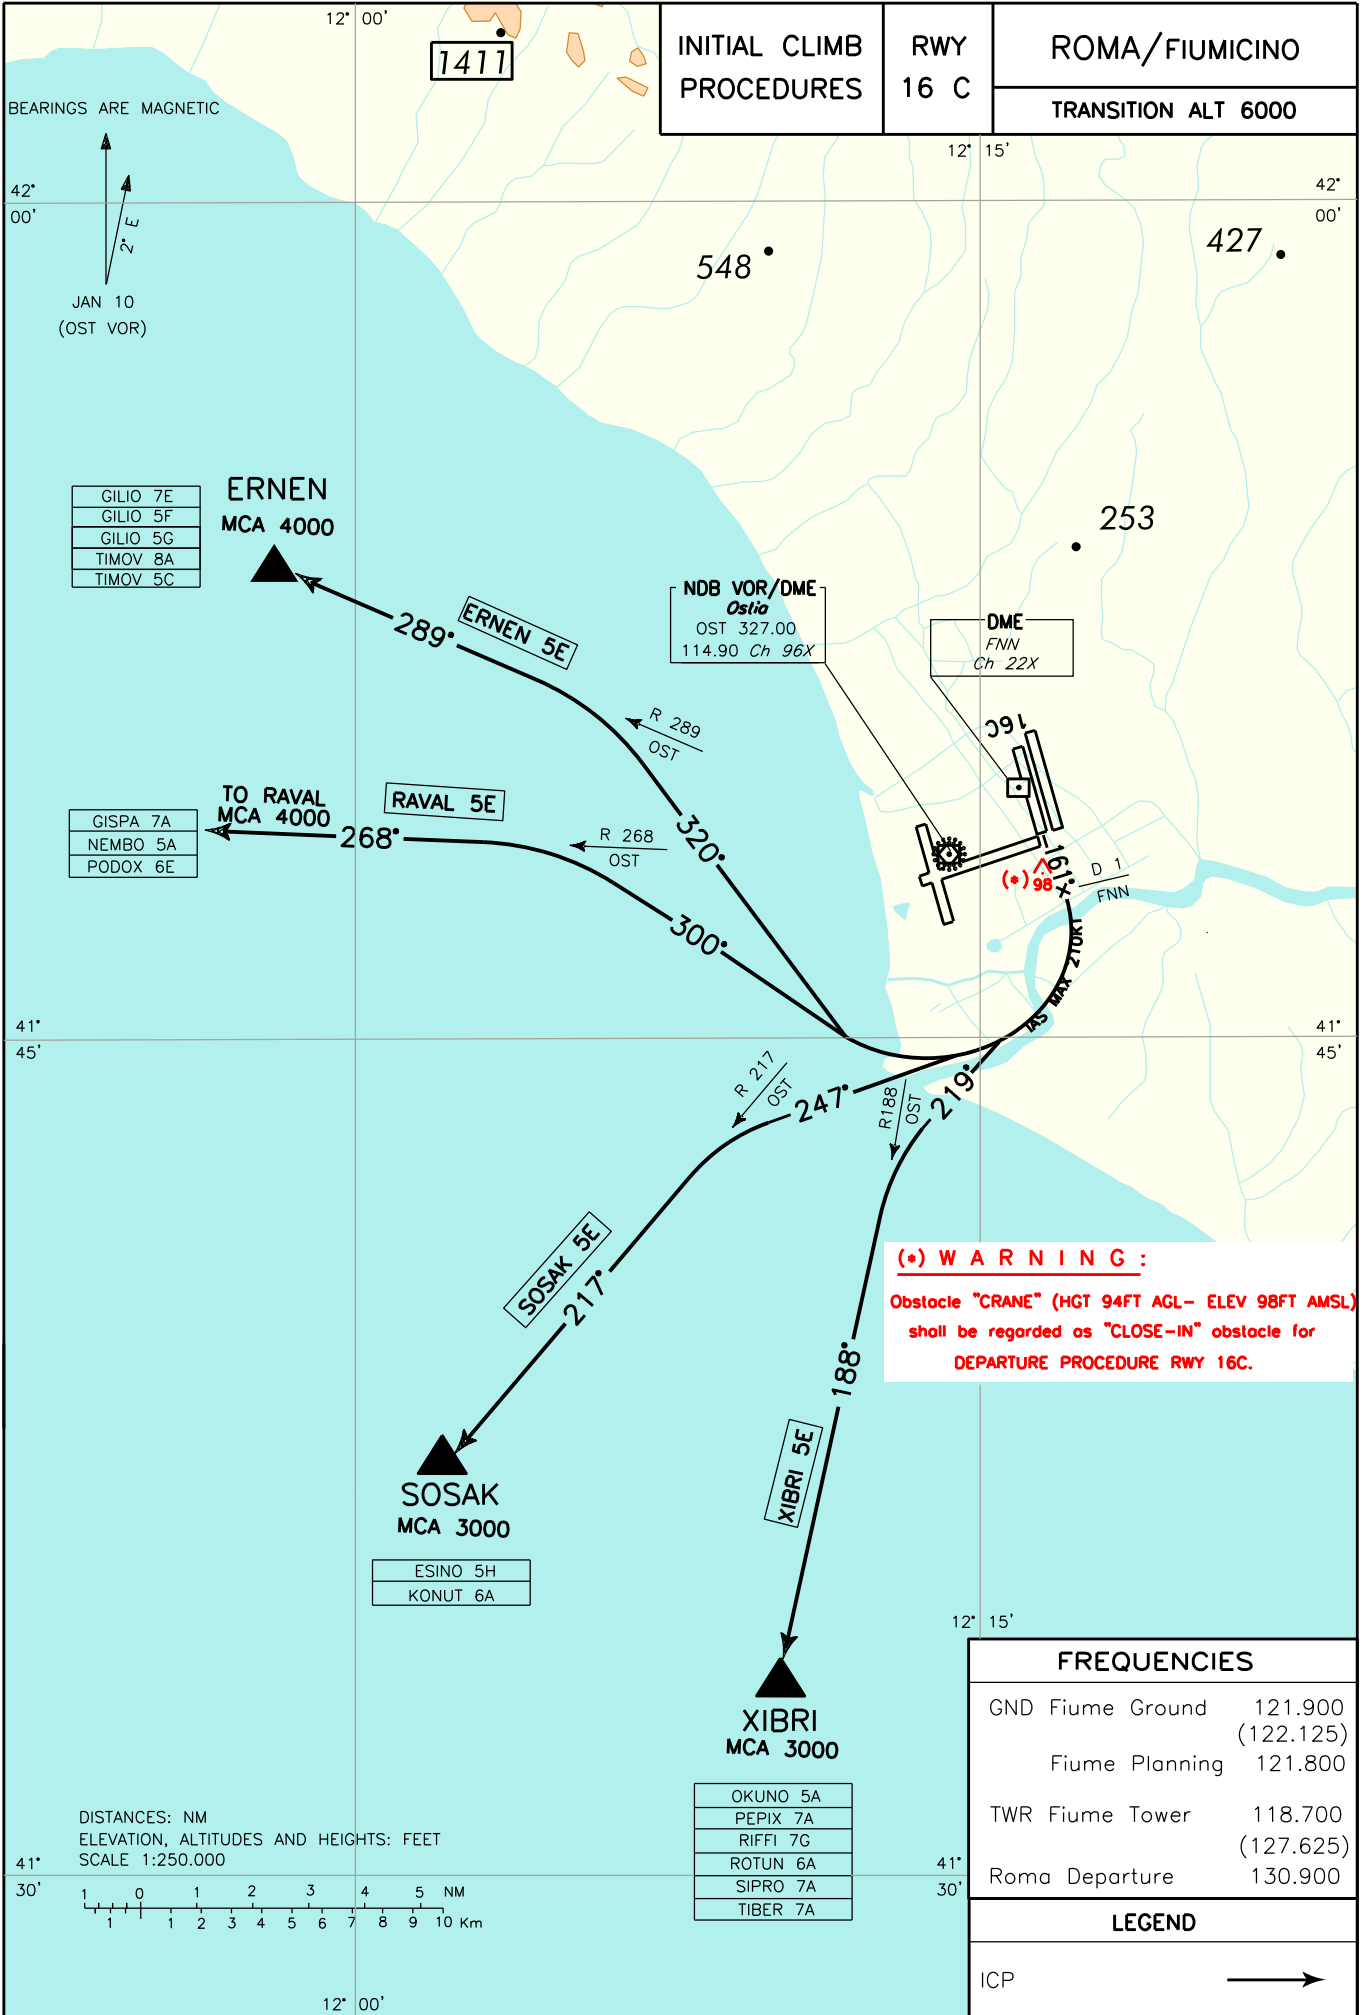 12° 00'
1411
INITIAL CLIMB
PROCEDURES
RWY
16 C
ROMA/FIUMICINO
TRANSITION ALT 6000
BEARINGS ARE MAGNETIC
2° E
JAN 10
(OST VOR)
12° 15'
42°
00'
42°
00'
548
427
253
GILIO 7E
GILIO 5F
GILIO 5G
TIMOV 8A
TIMOV 5C
ERNEN
MCA 4000
289°
ERNEN 5E
R 289
OST
320°
NDB VOR/DME
Ostia
OST 327.00
114.90 Ch 96X
DME
FNN
Ch 22X
16C
GISPA 7A
NEMBO 5A
PODOX 6E
TO RAVAL
MCA 4000
RAVAL 5E
268°
R 268
OST
300°
161°
(*) 98
D 1
FNN
IAS MAX 210KT
41°
45'
41°
45'
R 217
OST
247°
R188
OST
219°
SOSAK 5E
217°
188°
XIBRI 5E
(*) W A R N I N G :
Obstacle "CRANE" (HGT 94FT AGL- ELEV 98FT AMSL)
shall be regarded as "CLOSE-IN" obstacle for
DEPARTURE PROCEDURE RWY 16C.
SOSAK
MCA 3000
ESINO 5H
KONUT 6A
XIBRI
MCA 3000
OKUNO 5A
PEPIX 7A
RIFFI 7G
ROTUN 6A
SIPRO 7A
TIBER 7A
12° 15'
FREQUENCIES
GND Fiume Ground 121.900
(122.125)
Fiume Planning 121.800
TWR Fiume Tower 118.700
(127.625)
Roma Departure 130.900
LEGEND
ICP
DISTANCES: NM
ELEVATION, ALTITUDES AND HEIGHTS: FEET
SCALE 1:250.000
41°
30'
41°
30'
1 0 1 2 3 4 5 NM
1 1 2 3 4 5 6 7 8 9 10 Km
12° 00'